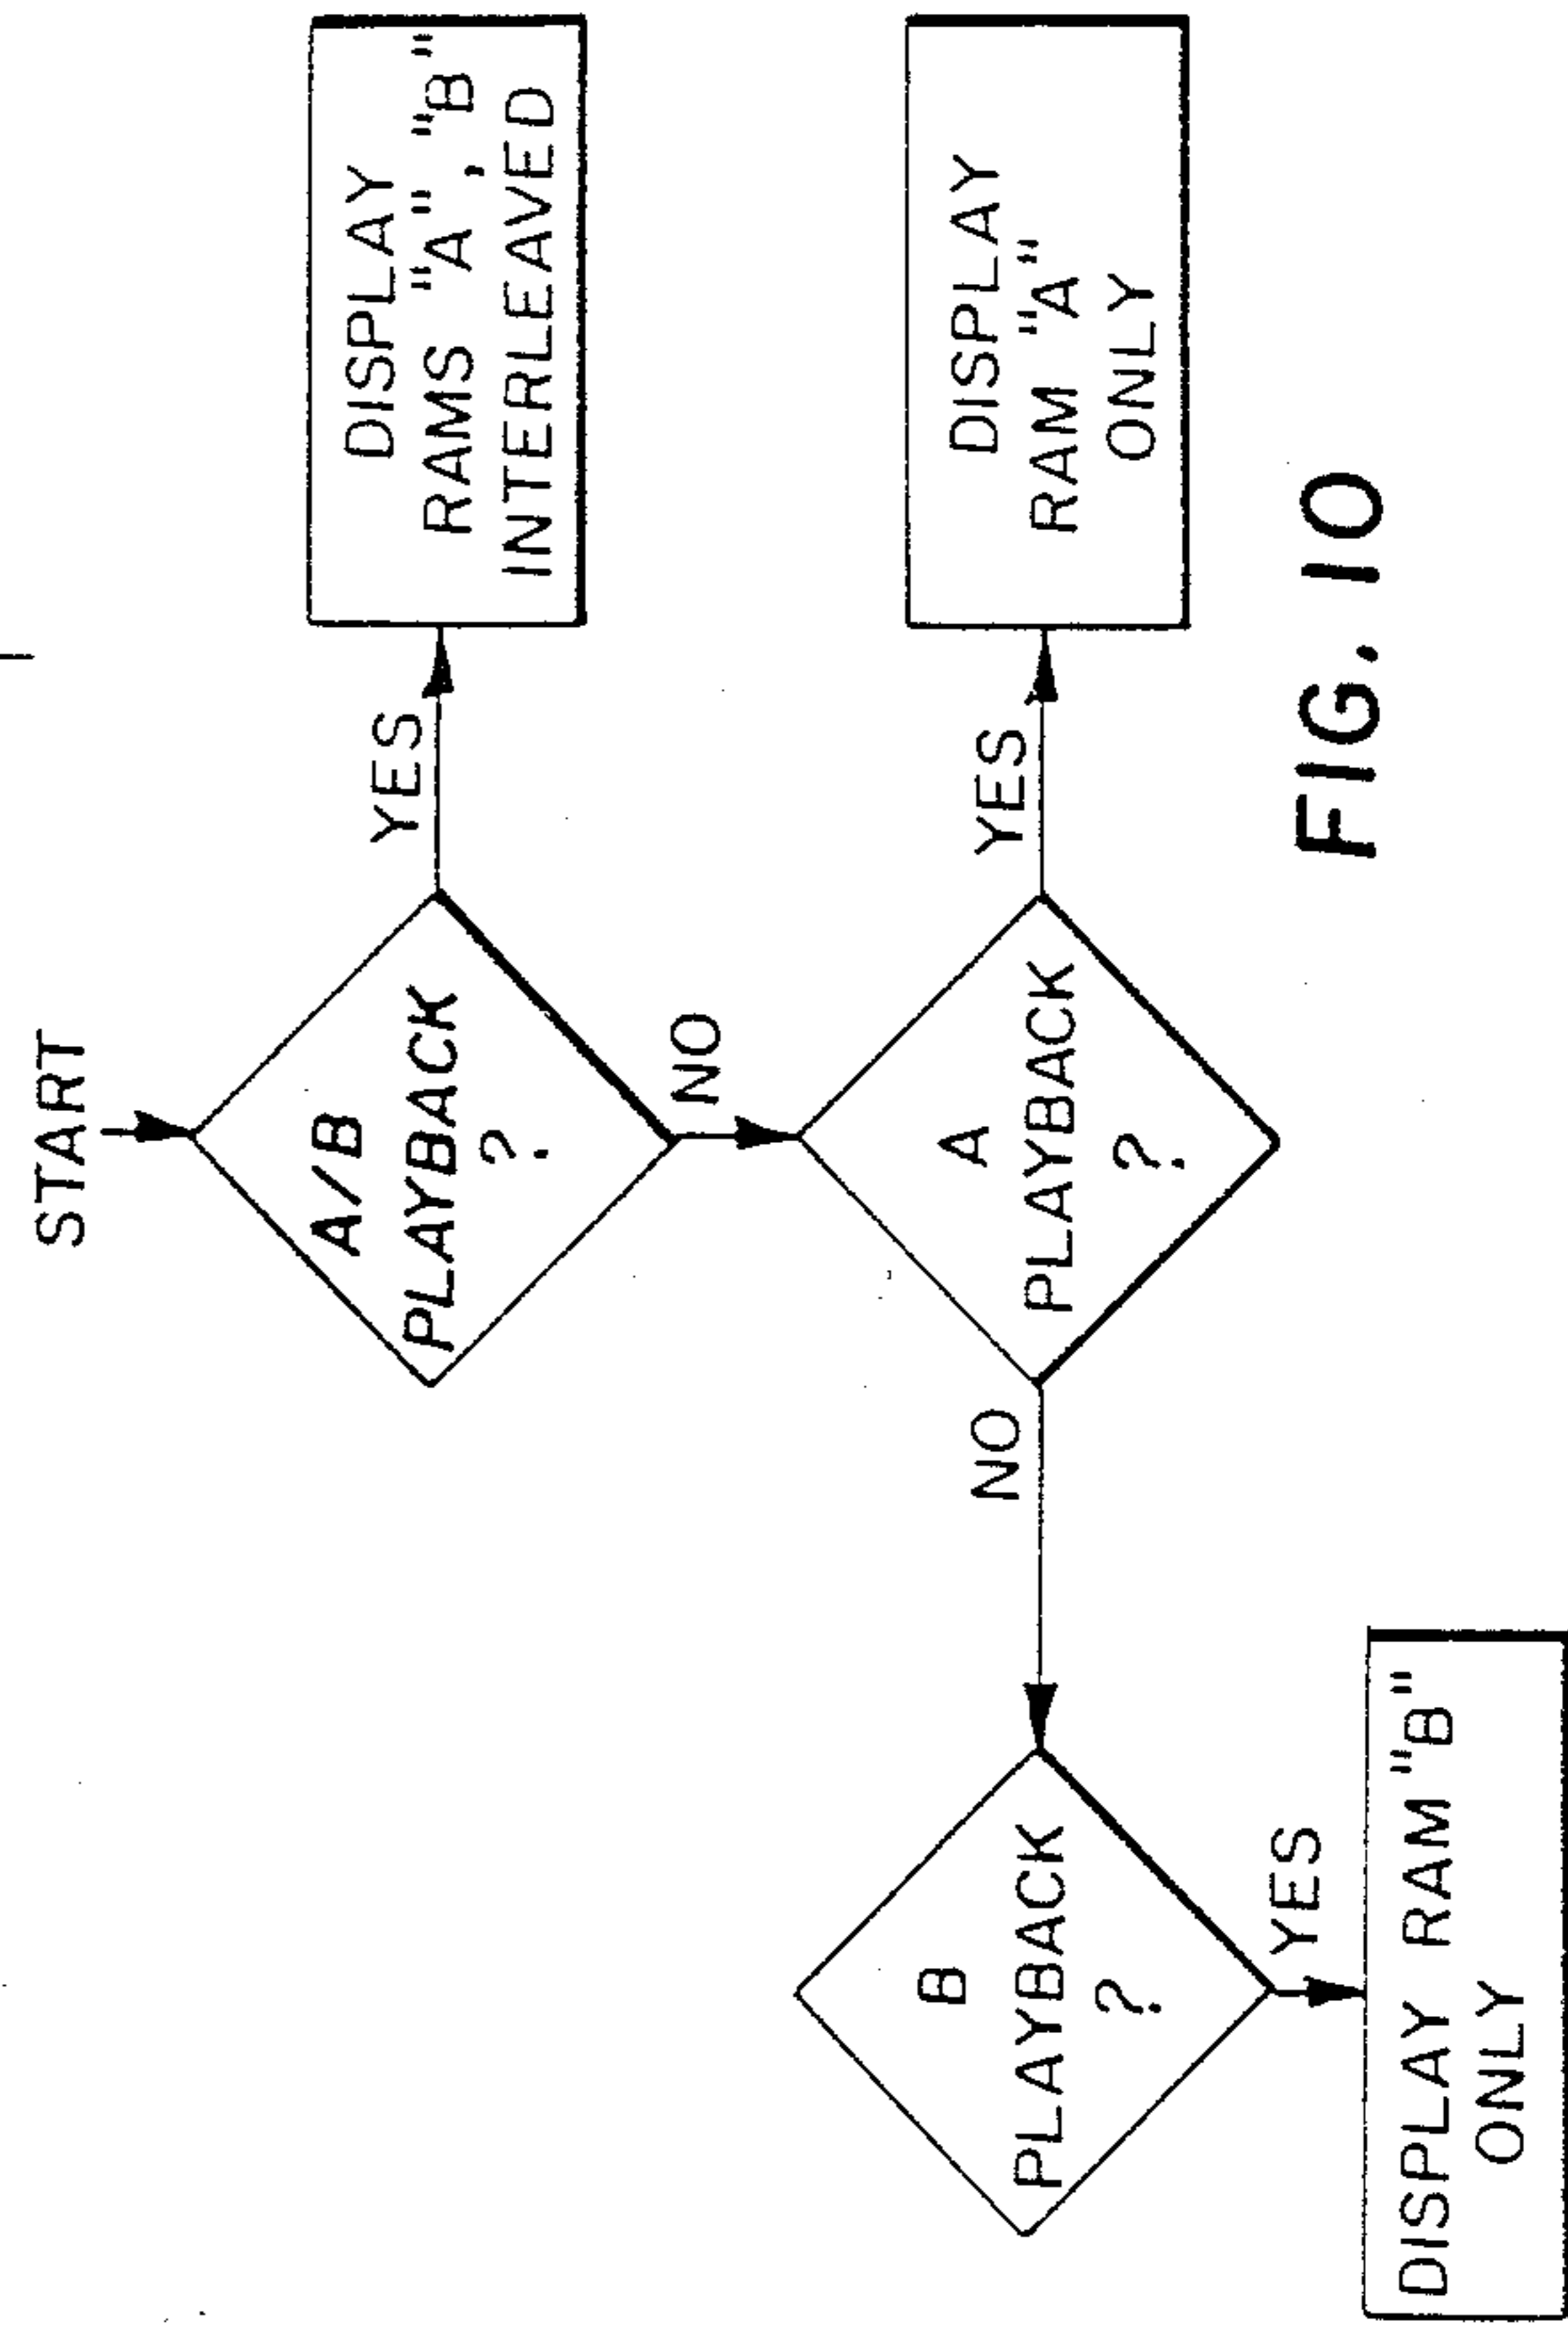 START
A/B
PLAYBACK
?
YES
DISPLAY
RAMS "A","B"
INTERLEAVED
NO
A
PLAYBACK
?
YES
DISPLAY
RAM "A"
ONLY
NO
B
PLAYBACK
?
YES
DISPLAY RAM "B"
ONLY
FIG. 10